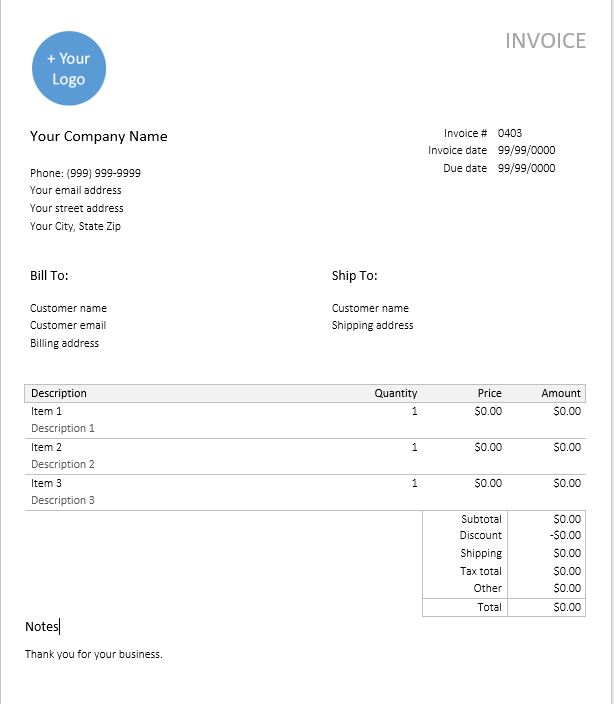 + Your
Logo
INVOICE
Your Company Name
Invoice # 0403
Invoice date 99/99/0000
Due date 99/99/0000
Phone: (999) 999-9999
Your email address
Your street address
Your City, State Zip
Bill To:
Customer name
Customer email
Billing address
Ship To:
Customer name
Shipping address
Description Quantity Price Amount
Item 1 1 $0.00 $0.00
Description 1
Item 2 1 $0.00 $0.00
Description 2
Item 3 1 $0.00 $0.00
Description 3
Subtotal $0.00
Discount -$0.00
Shipping $0.00
Tax total $0.00
Other $0.00
Total $0.00
Notes
Thank you for your business.